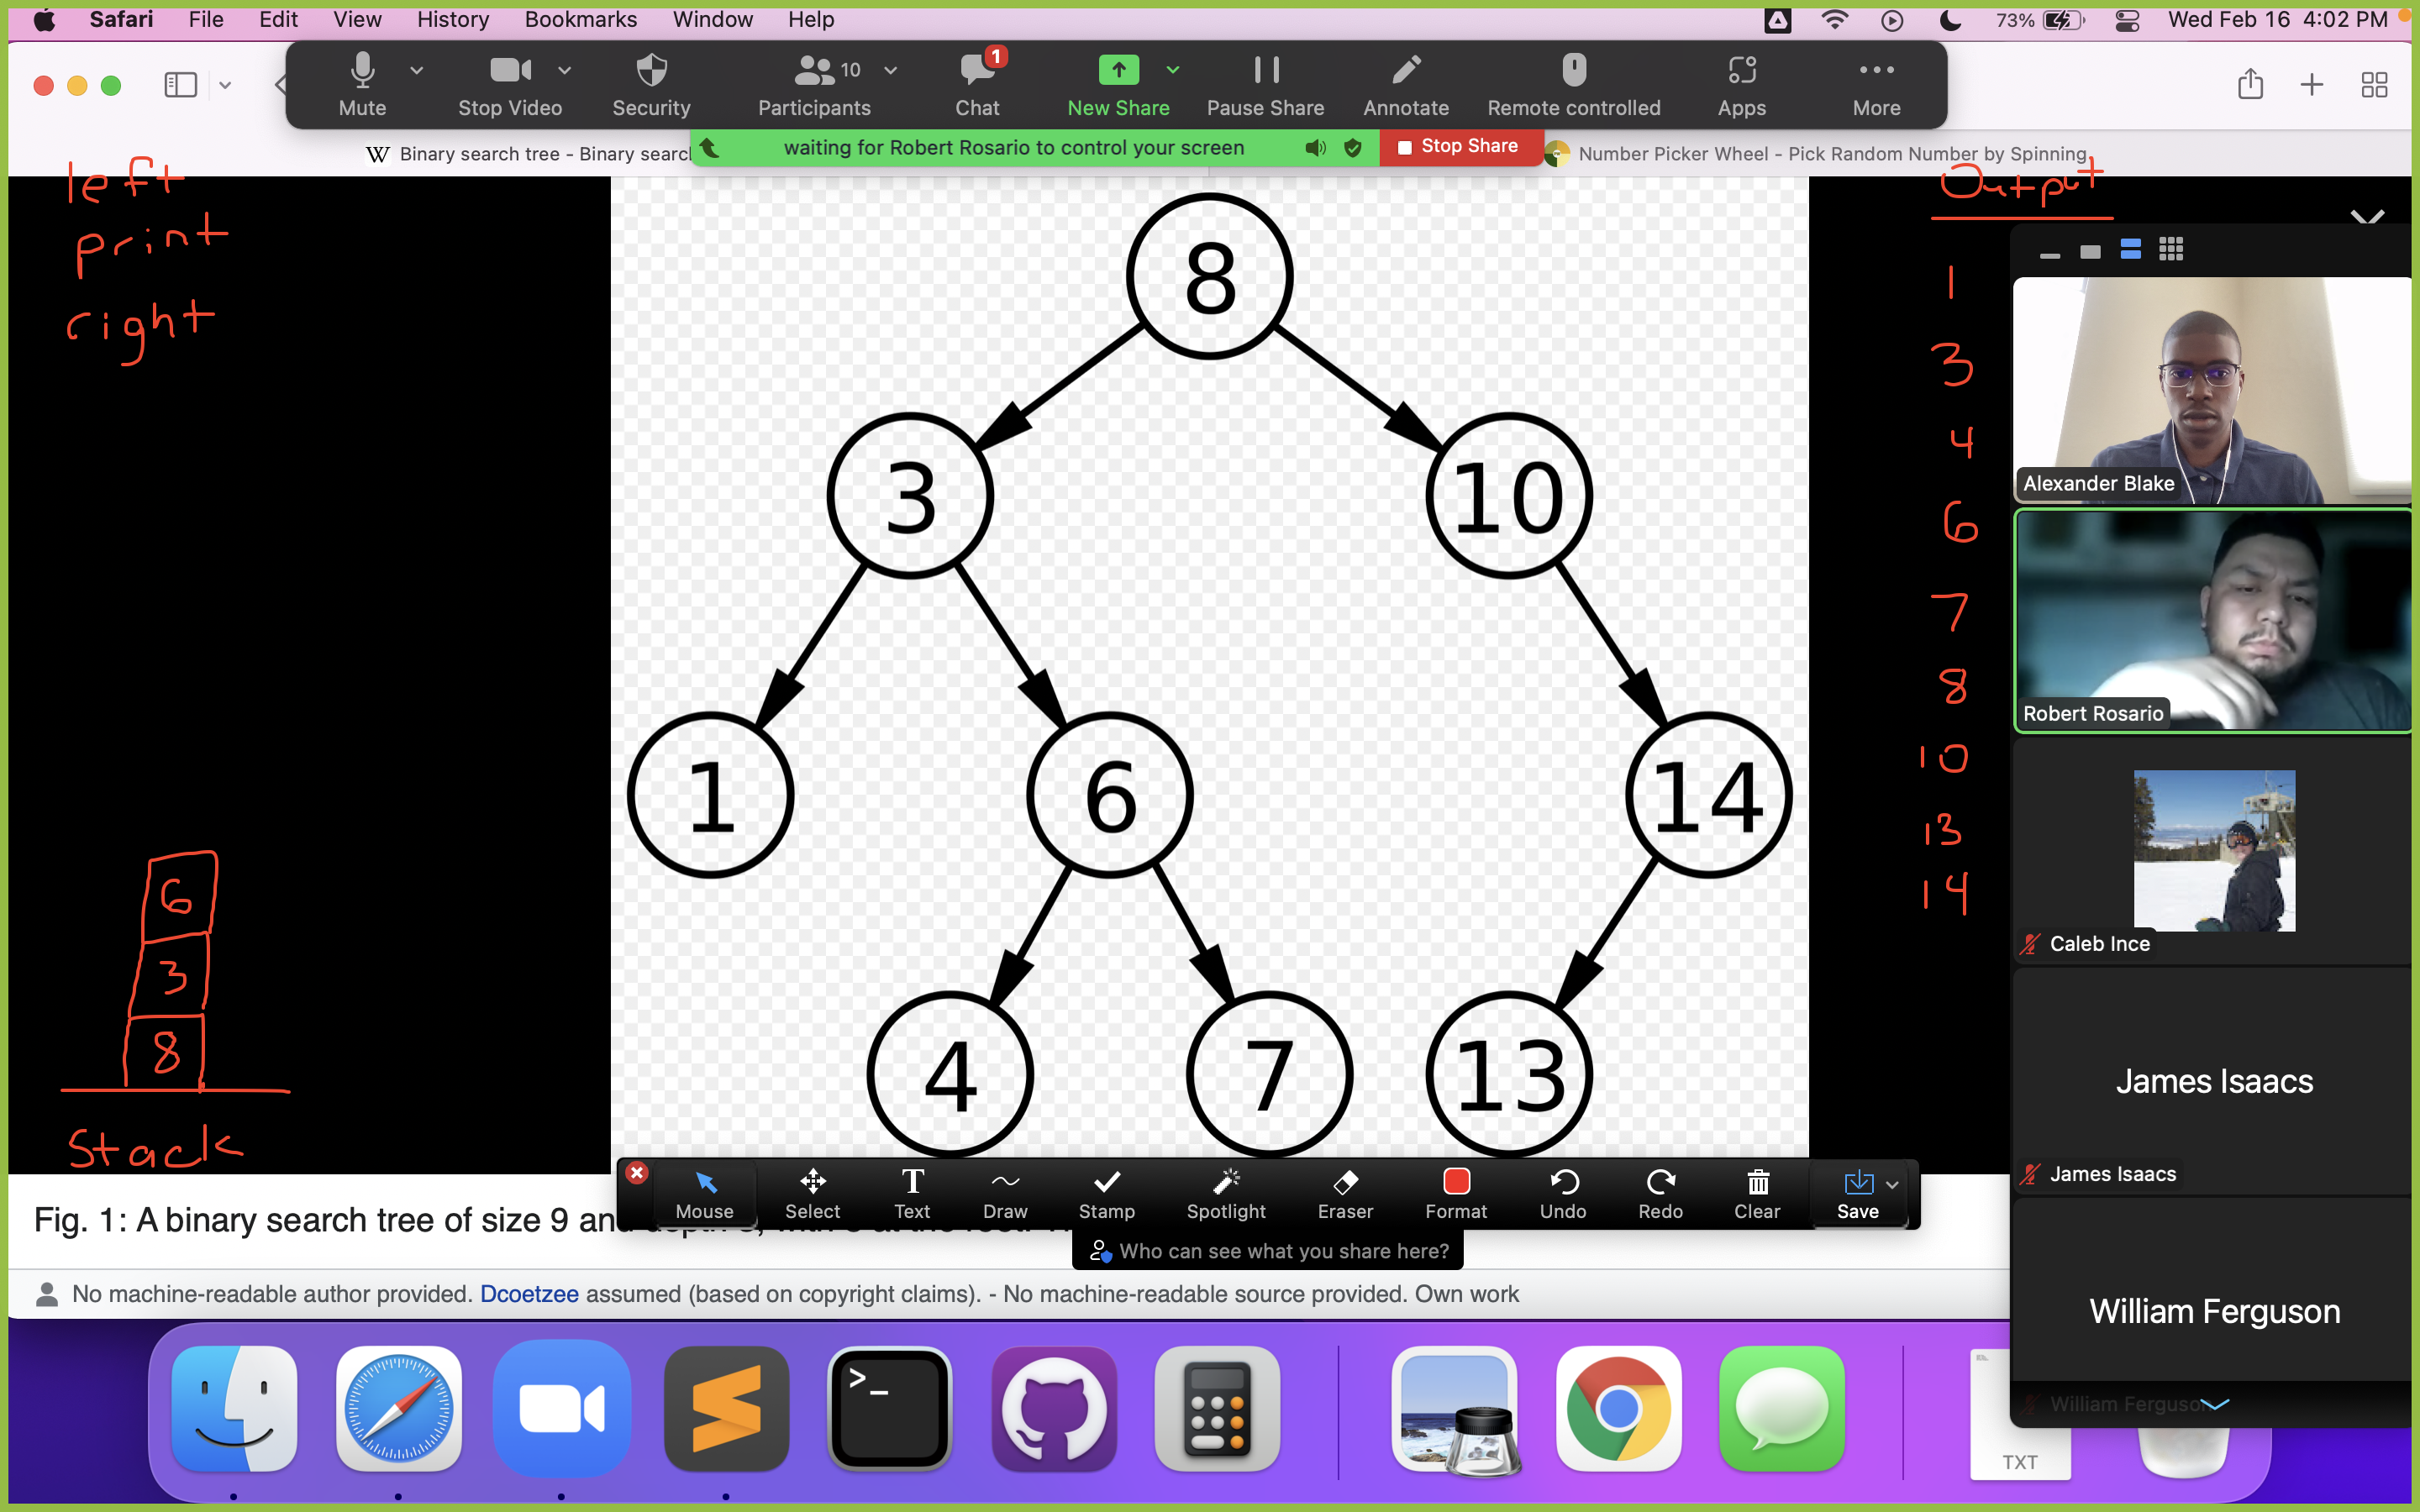 Safari File Edit View History Bookmarks Window Help 73% Wed Feb 16 4:02 PM
Mute Stop Video Security Participants 10 Chat 1 New Share Pause Share Annotate Remote controlled Apps More
W Binary search tree - Binary searc
waiting for Robert Rosario to control your screen Stop Share
Number Picker Wheel - Pick Random Number by Spinning
left
print
right
Output
1
3
4
6
7
8
10
13
14
8
3 10
1 6 14
4 7 13
6
3
8
Stack
Alexander Blake
Robert Rosario
Caleb Ince
James Isaacs
James Isaacs
William Ferguson
William Ferguson
Mouse Select Text Draw Stamp Spotlight Eraser Format Undo Redo Clear Save
Fig. 1: A binary search tree of size 9 and
Who can see what you share here?
No machine-readable author provided. Dcoetzee assumed (based on copyright claims). - No machine-readable source provided. Own work
>_
TXT